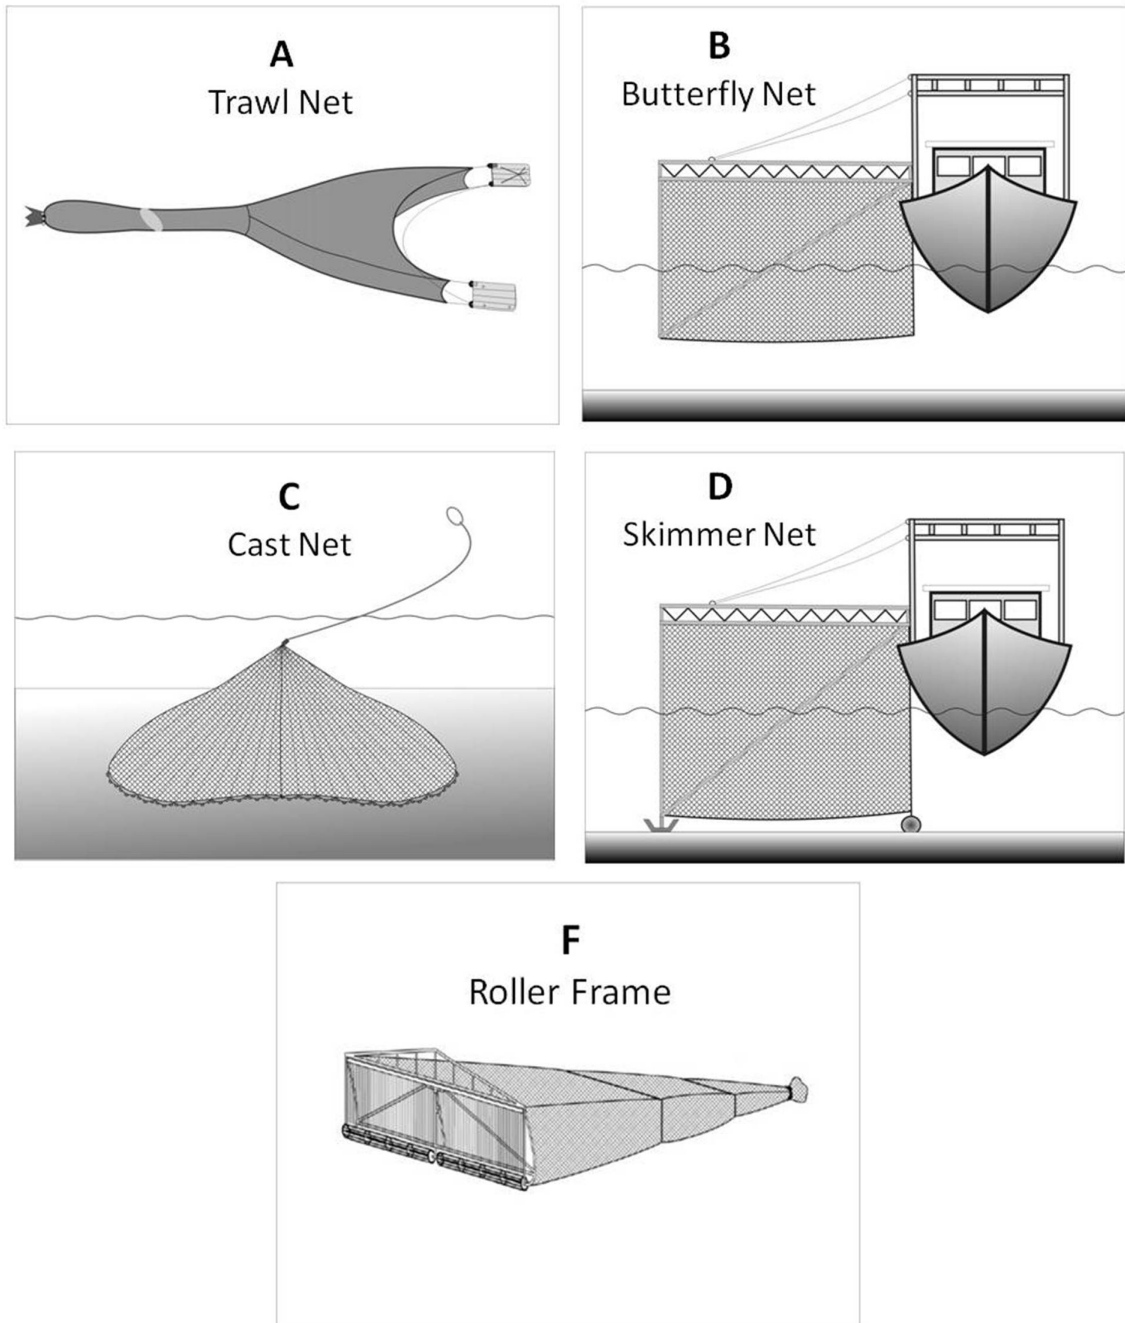 A
Trawl Net
B
Butterfly Net
C
Cast Net
D
Skimmer Net
F
Roller Frame